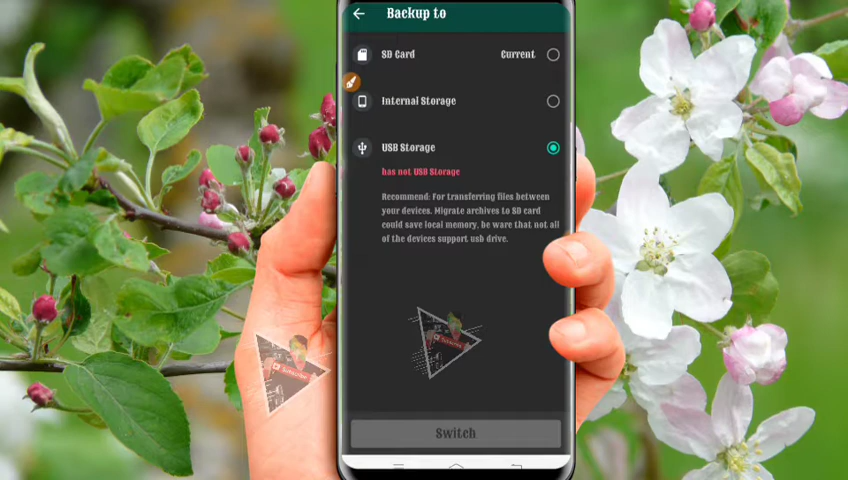 Backup to
SD Card
Current
Internal Storage
USB Storage
has not USB Storage
Recommend: For transferring files between
your devices. Migrate archives to SD card
could save local memory, be ware that not all
of the devices support usb drive.
Subscribe
Subscribe
Switch